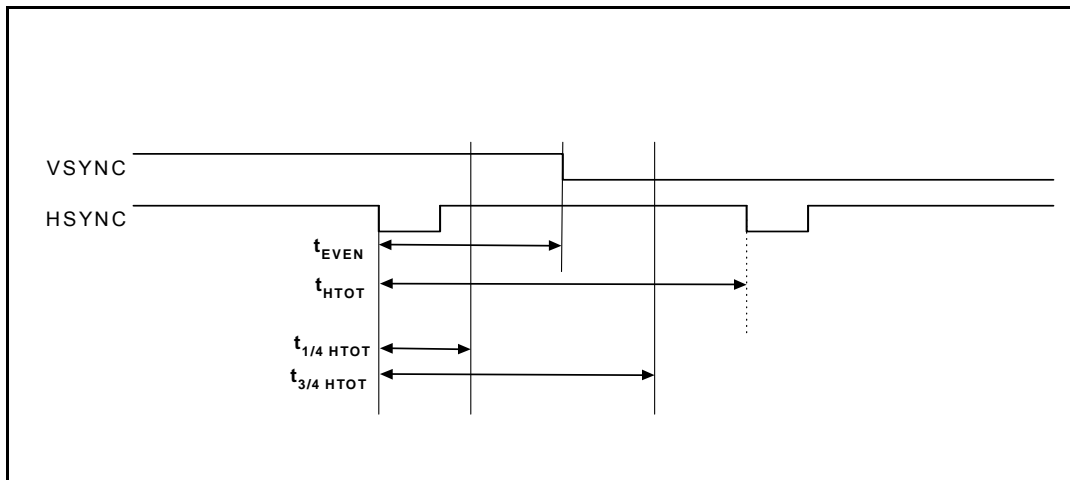 VSYNC
HSYNC
tEVEN
tHTOT
t1/4 HTOT
t3/4 HTOT